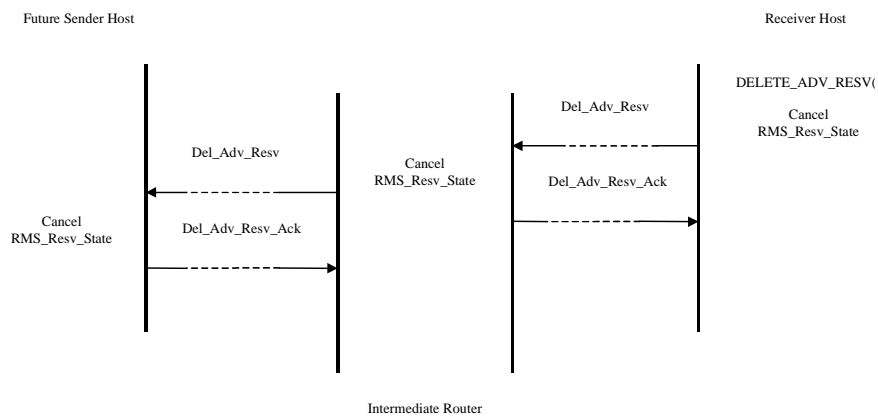 Future Sender Host
Receiver Host
DELETE_ADV_RESV(
Del_Adv_Resv
Cancel
RMS_Resv_State
Del_Adv_Resv
Cancel
RMS_Resv_State
Del_Adv_Resv_Ack
Cancel
RMS_Resv_State
Del_Adv_Resv_Ack
Intermediate Router